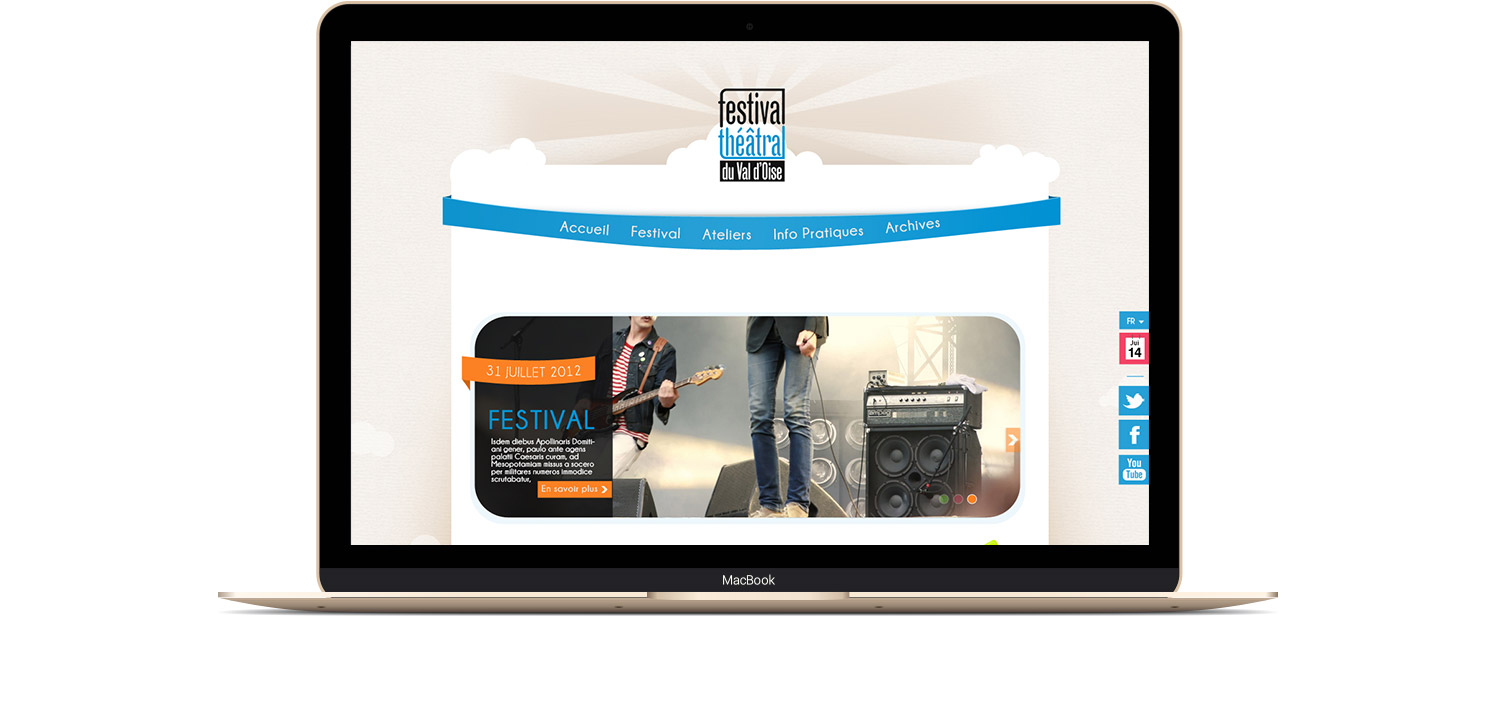 festival
théâtral
du Val d'Oise
Accueil Festival Ateliers Info Pratiques Archives
FR
Jui
14
31 JUILLET 2012
FESTIVAL
Isdem diebus Apollinaris Domiti-
ani gener, paulo ante agens
palatii Caesaris curam, ad
Mesopotamiam missus a socero
per militares numeros immodice
scrutabatur,
En savoir plus
You
Tube
MacBook